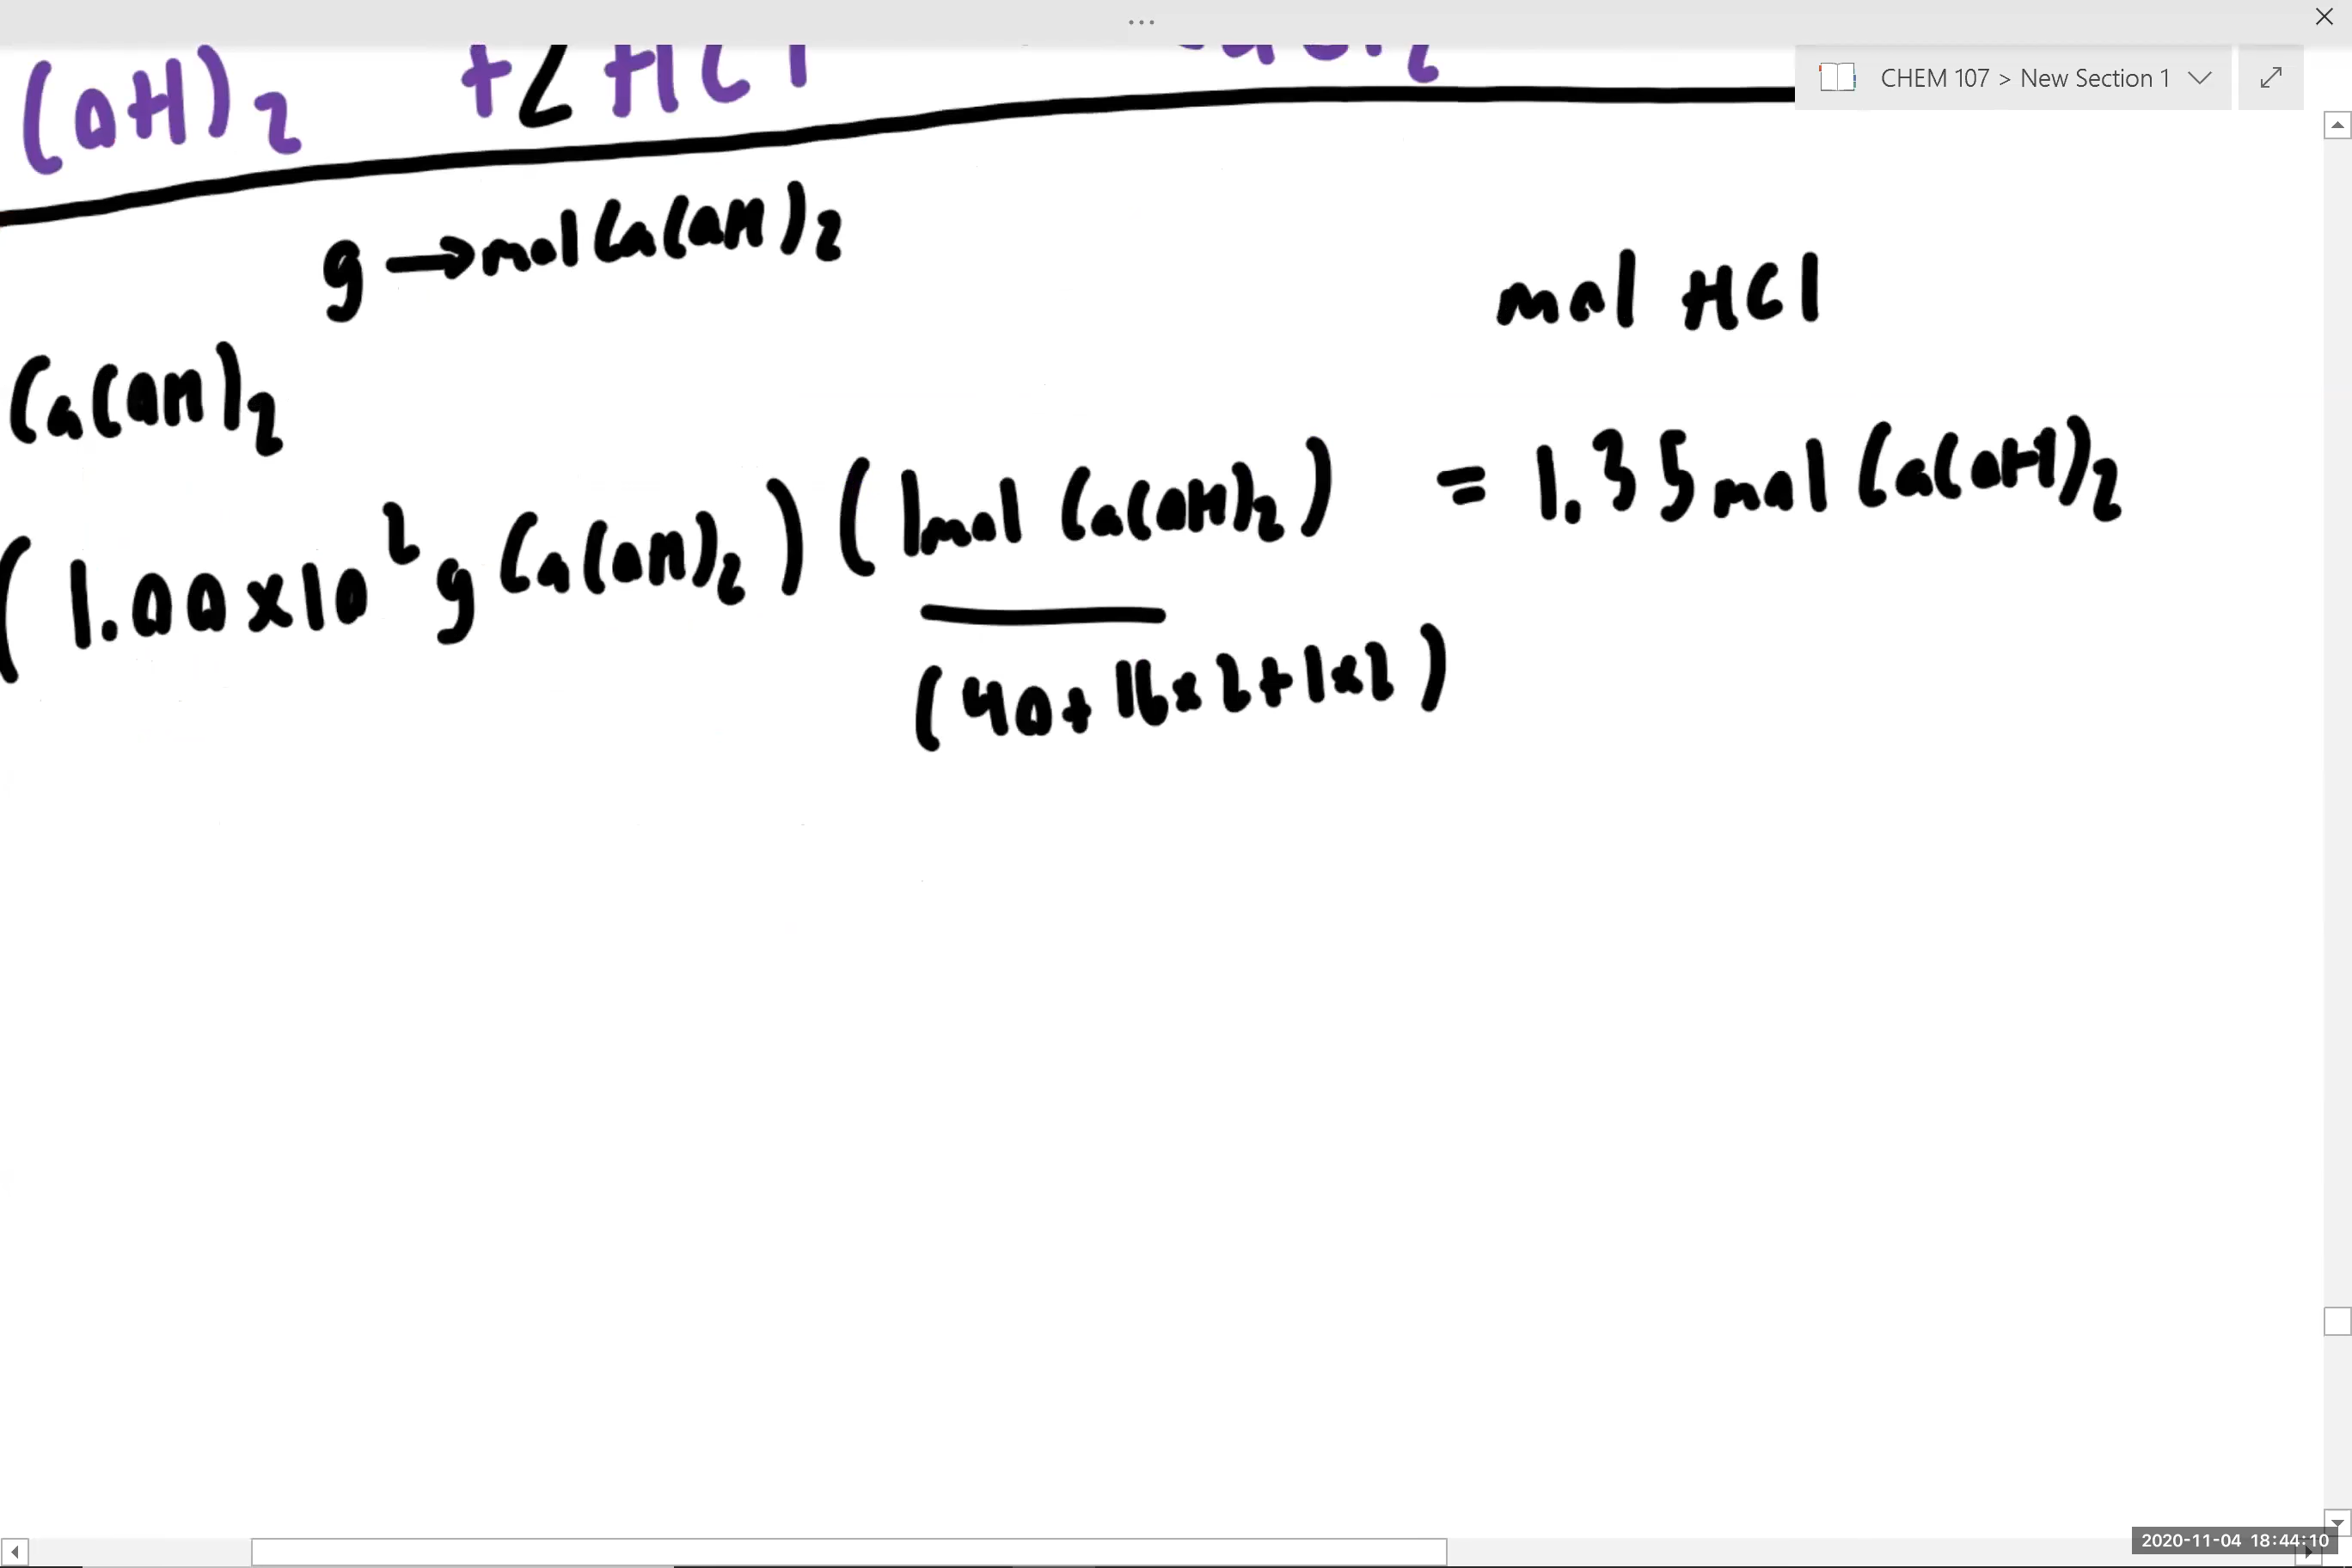 CHEM 107 > New Section 1
(OH)2 +2 HCl
g → mol Ca(OH)2
mol HCl
Ca(OH)2
(1.00x10^2 g Ca(OH)2) (1mol Ca(OH)2) = 1.35 mol Ca(OH)2
(40+16x2+1x2)
2020-11-04 18:44:10